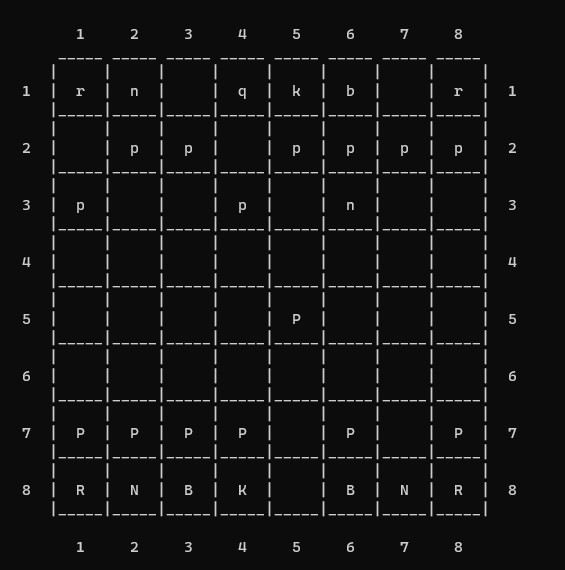 1 2 3 4 5 6 7 8
1 r n q k b r 1
2 p p p p p p 2
3 p p n 3
4 4
5 P 5
6 6
7 P P P P P P 7
8 R N B K B N R 8
1 2 3 4 5 6 7 8